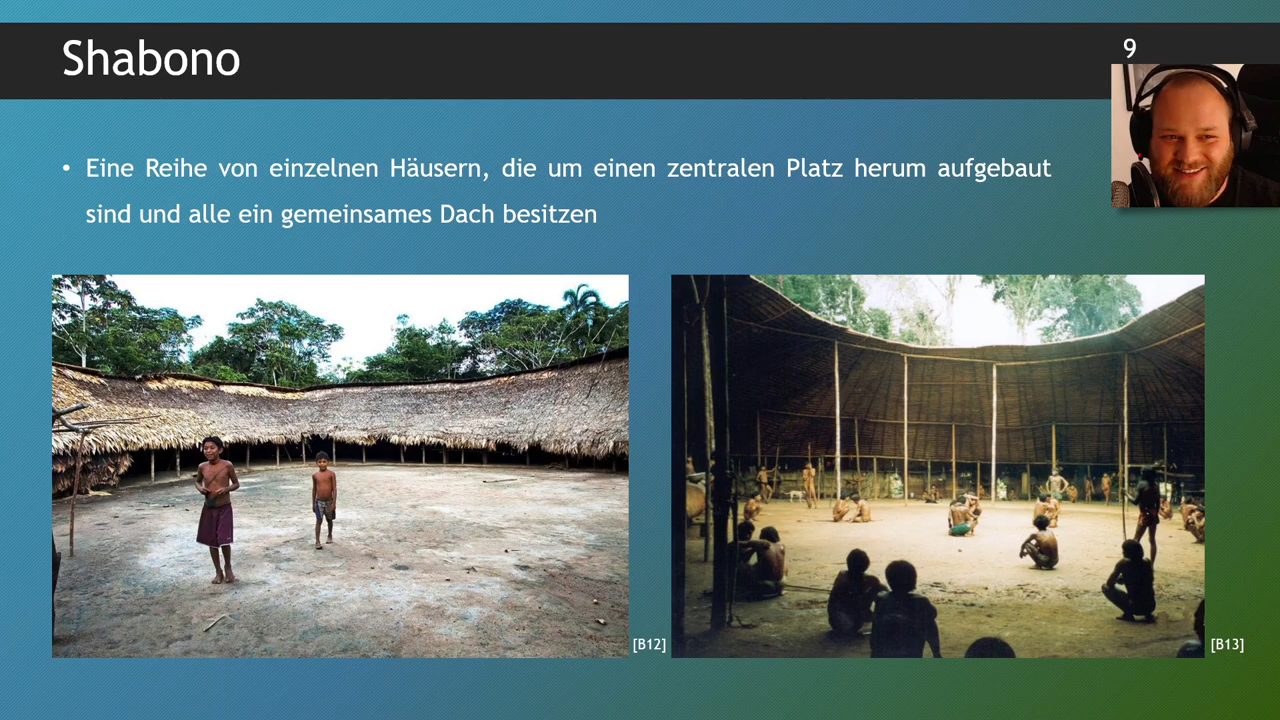 Shabono
9
• Eine Reihe von einzelnen Häusern, die um einen zentralen Platz herum aufgebaut
sind und alle ein gemeinsames Dach besitzen
[B12]
[B13]